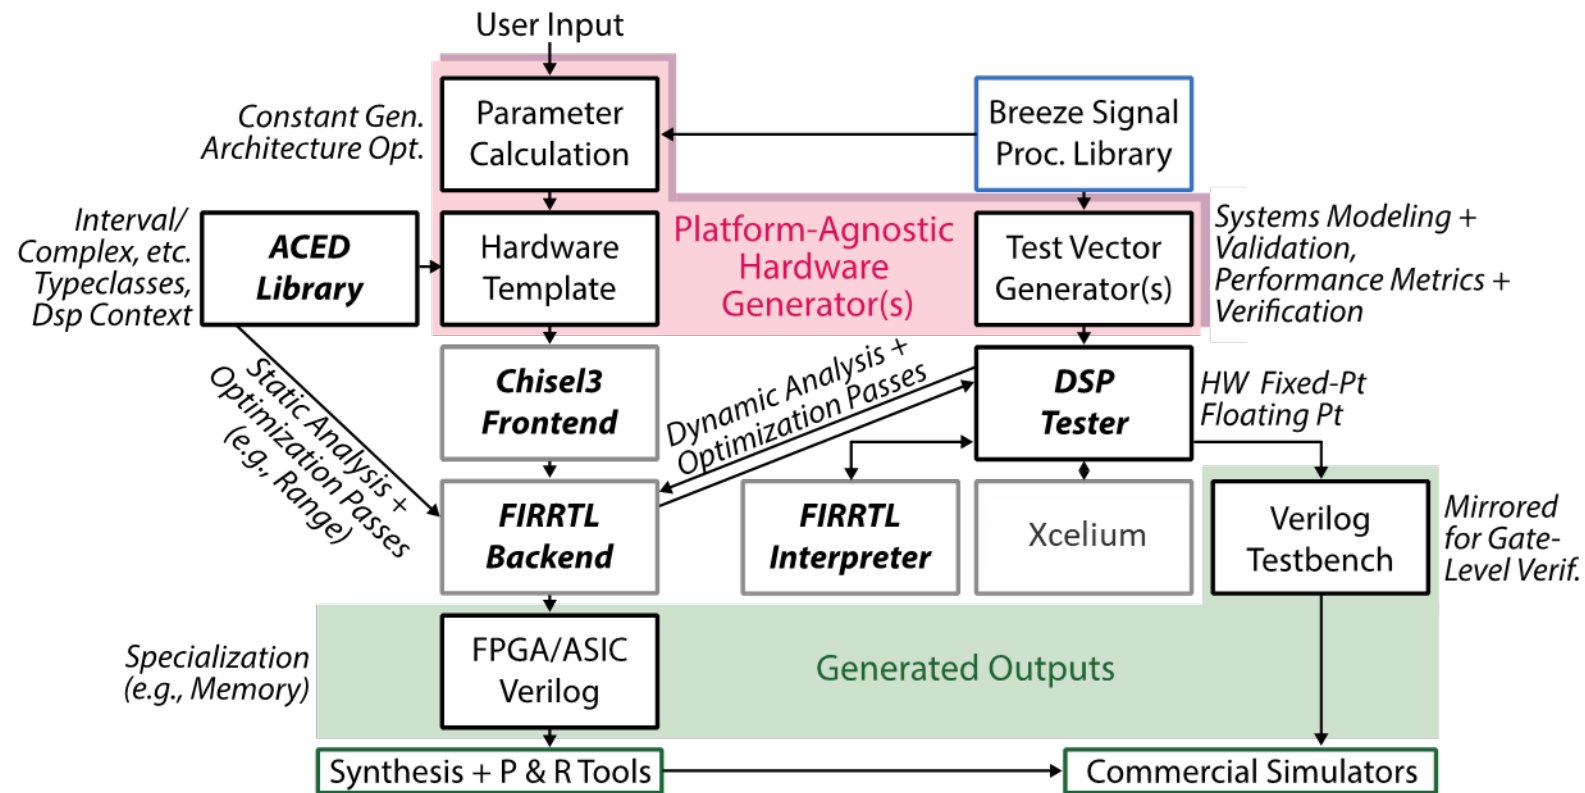 User Input
Constant Gen.
Architecture Opt.
Parameter
Calculation
Breeze Signal
Proc. Library
Interval/
Complex, etc.
Typeclasses,
Dsp Context
ACED
Library
Hardware
Template
Platform-Agnostic
Hardware
Generator(s)
Test Vector
Generator(s)
Systems Modeling +
Validation,
Performance Metrics +
Verification
Static Analysis +
Optimization Passes
(e.g., Range)
Chisel3
Frontend
Dynamic Analysis +
Optimization Passes
DSP
Tester
HW Fixed-Pt
Floating Pt
FIRRTL
Backend
FIRRTL
Interpreter
Xcelium
Verilog
Testbench
Mirrored
for Gate-
Level Verif.
Specialization
(e.g., Memory)
FPGA/ASIC
Verilog
Generated Outputs
Synthesis + P & R Tools
Commercial Simulators